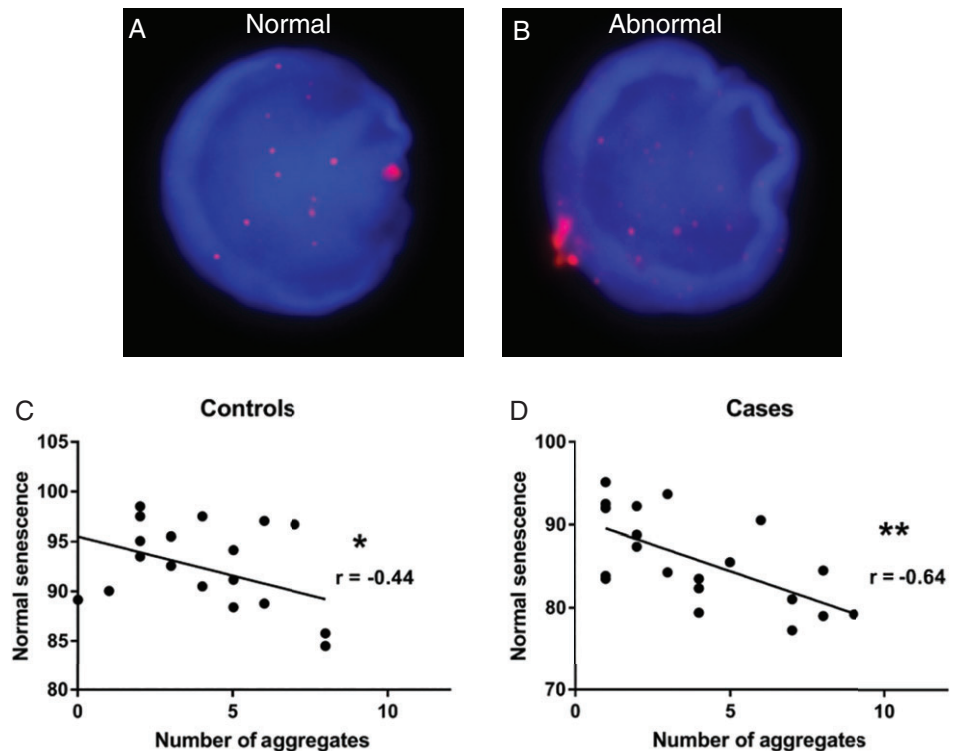 A
Normal
B
Abnormal
C
Controls
Normal senescence
105
100
95
90
85
80
*
r = -0.44
0
5
10
Number of aggregates
D
Cases
Normal senescence
100
90
80
70
**
r = -0.64
0
5
10
Number of aggregates